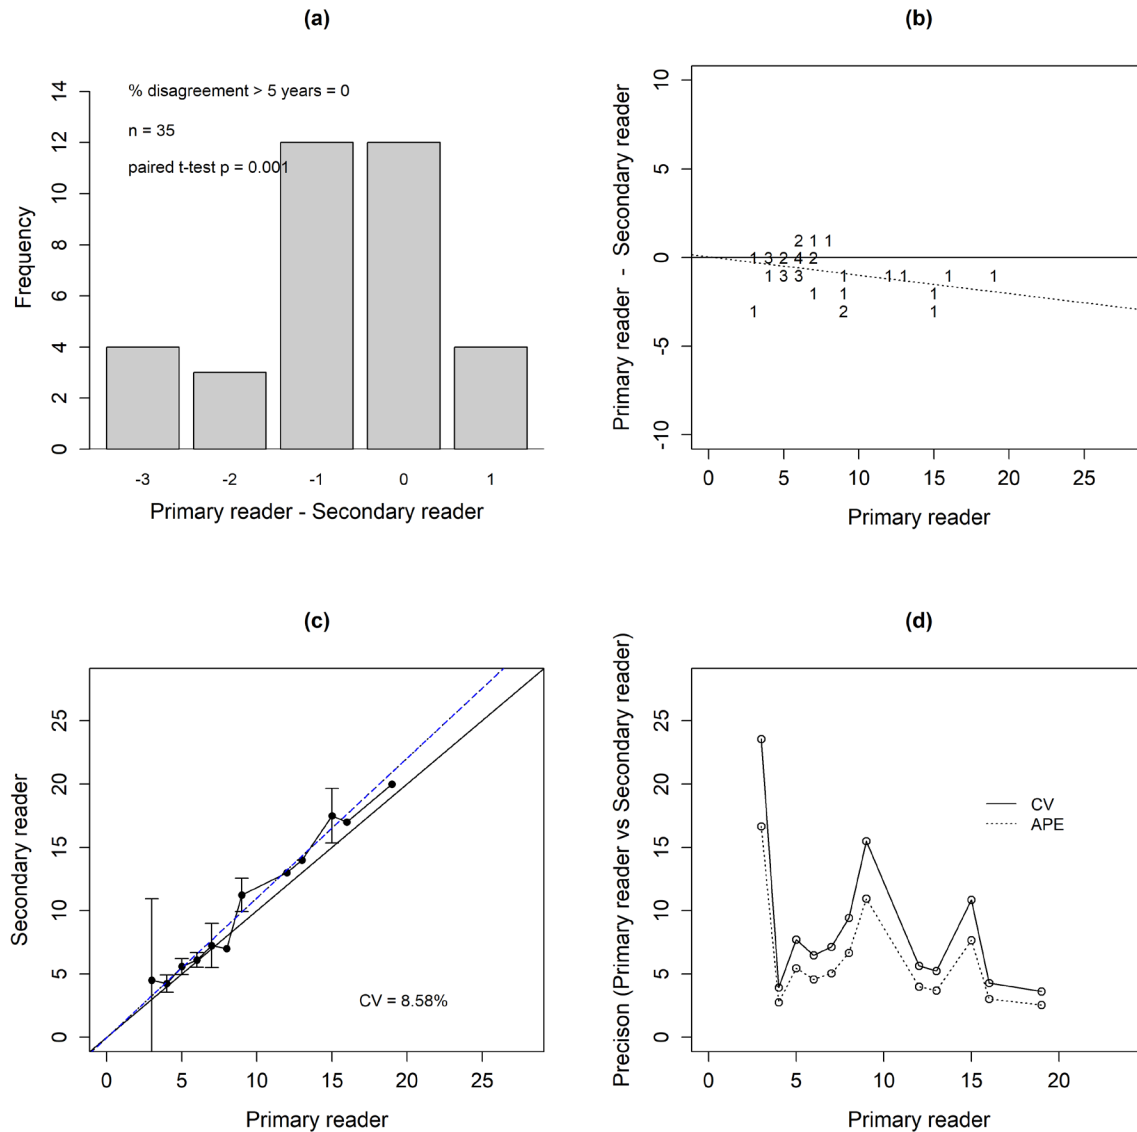 (a)
% disagreement > 5 years = 0
n = 35
paired t-test p = 0.001
Frequency
0
2
4
6
8
10
12
14
-3 -2 -1 0 1
Primary reader - Secondary reader
(b)
Primary reader - Secondary reader
10
5
0
-5
-10
2 1 1
1 3 2 4 2
1 3 3 1 1 1 1 1
1 1 1
1 2 1
0 5 10 15 20 25
Primary reader
(c)
Secondary reader
25
20
15
10
5
0
CV = 8.58%
0 5 10 15 20 25
Primary reader
(d)
Precison (Primary reader vs Secondary reader)
25
20
15
10
5
0
CV
APE
0 5 10 15 20
Primary reader